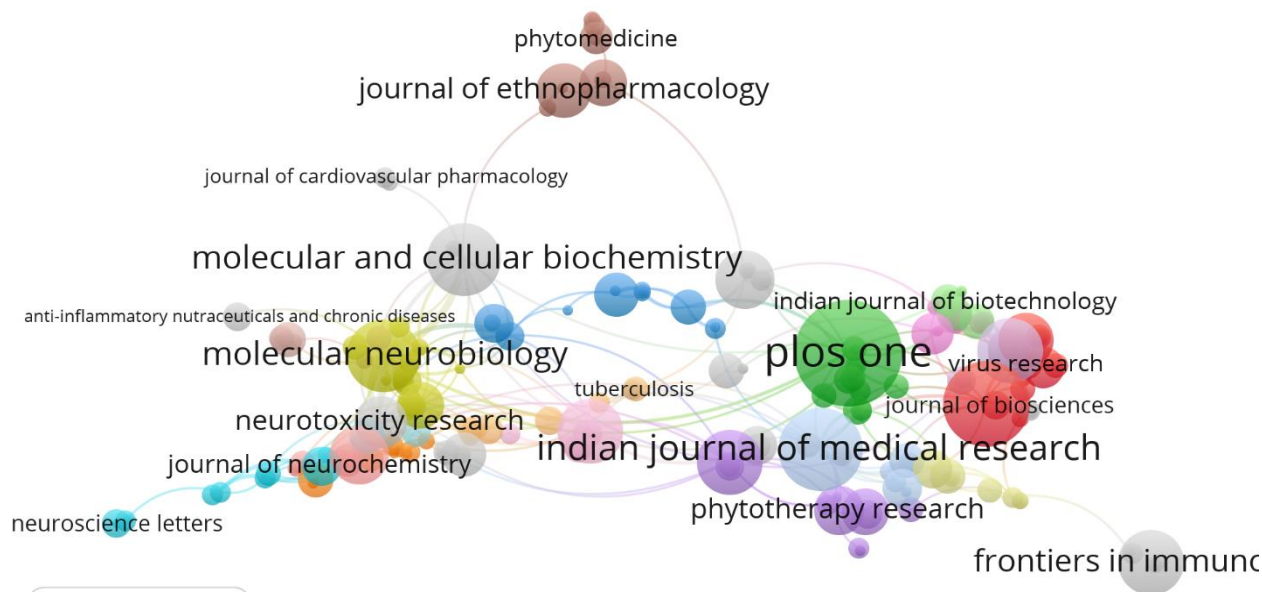 phytomedicine
journal of ethnopharmacology
journal of cardiovascular pharmacology
molecular and cellular biochemistry
indian journal of biotechnology
anti-inflammatory nutraceuticals and chronic diseases
molecular neurobiology
plos one
virus research
tuberculosis
journal of biosciences
neurotoxicity research
indian journal of medical research
journal of neurochemistry
phytotherapy research
neuroscience letters
frontiers in immunc